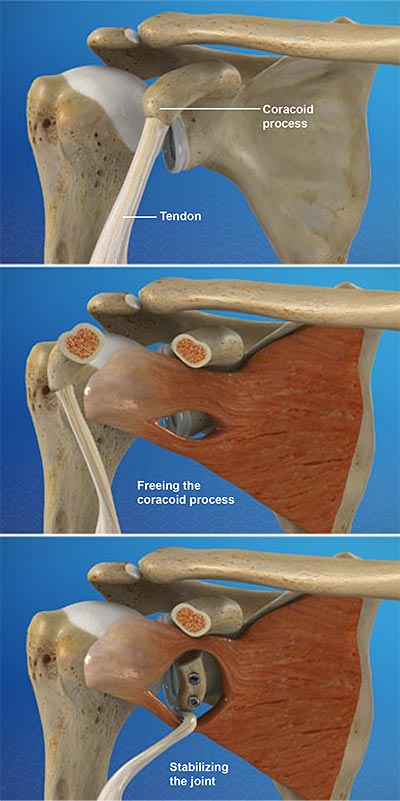 Coracoid
process
Tendon
Freeing the
coracoid process
Stabilizing
the joint